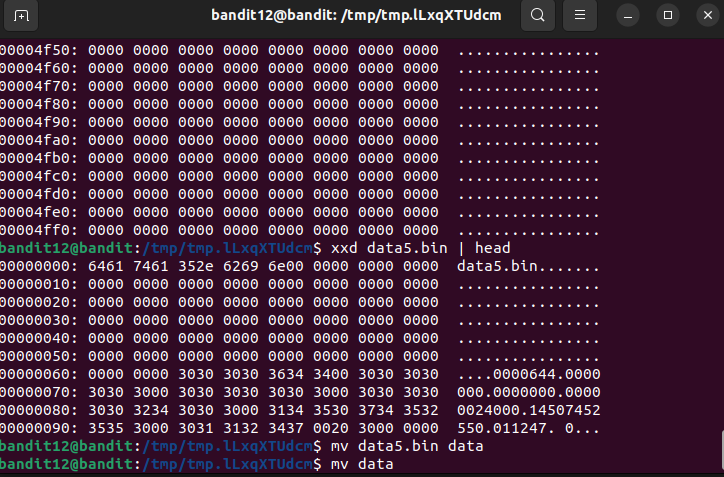 bandit12@bandit: /tmp/tmp.lLxqXTUdcm
00004f50: 0000 0000 0000 0000 0000 0000 0000 0000  ................
00004f60: 0000 0000 0000 0000 0000 0000 0000 0000  ................
00004f70: 0000 0000 0000 0000 0000 0000 0000 0000  ................
00004f80: 0000 0000 0000 0000 0000 0000 0000 0000  ................
00004f90: 0000 0000 0000 0000 0000 0000 0000 0000  ................
00004fa0: 0000 0000 0000 0000 0000 0000 0000 0000  ................
00004fb0: 0000 0000 0000 0000 0000 0000 0000 0000  ................
00004fc0: 0000 0000 0000 0000 0000 0000 0000 0000  ................
00004fd0: 0000 0000 0000 0000 0000 0000 0000 0000  ................
00004fe0: 0000 0000 0000 0000 0000 0000 0000 0000  ................
00004ff0: 0000 0000 0000 0000 0000 0000 0000 0000  ................
bandit12@bandit:/tmp/tmp.lLxqXTUdcm$ xxd data5.bin | head
00000000: 6461 7461 352e 6269 6e00 0000 0000 0000  data5.bin.......
00000010: 0000 0000 0000 0000 0000 0000 0000 0000  ................
00000020: 0000 0000 0000 0000 0000 0000 0000 0000  ................
00000030: 0000 0000 0000 0000 0000 0000 0000 0000  ................
00000040: 0000 0000 0000 0000 0000 0000 0000 0000  ................
00000050: 0000 0000 0000 0000 0000 0000 0000 0000  ................
00000060: 0000 0000 3030 3030 3634 3400 3030 3030  ....0000644.0000
00000070: 3030 3000 3030 3030 3030 3000 3030 3030  000.0000000.0000
00000080: 3030 3234 3030 3000 3134 3530 3734 3532  0024000.14507452
00000090: 3535 3000 3031 3132 3437 0020 3000 0000  550.011247. 0...
bandit12@bandit:/tmp/tmp.lLxqXTUdcm$ mv data5.bin data
bandit12@bandit:/tmp/tmp.lLxqXTUdcm$ mv data